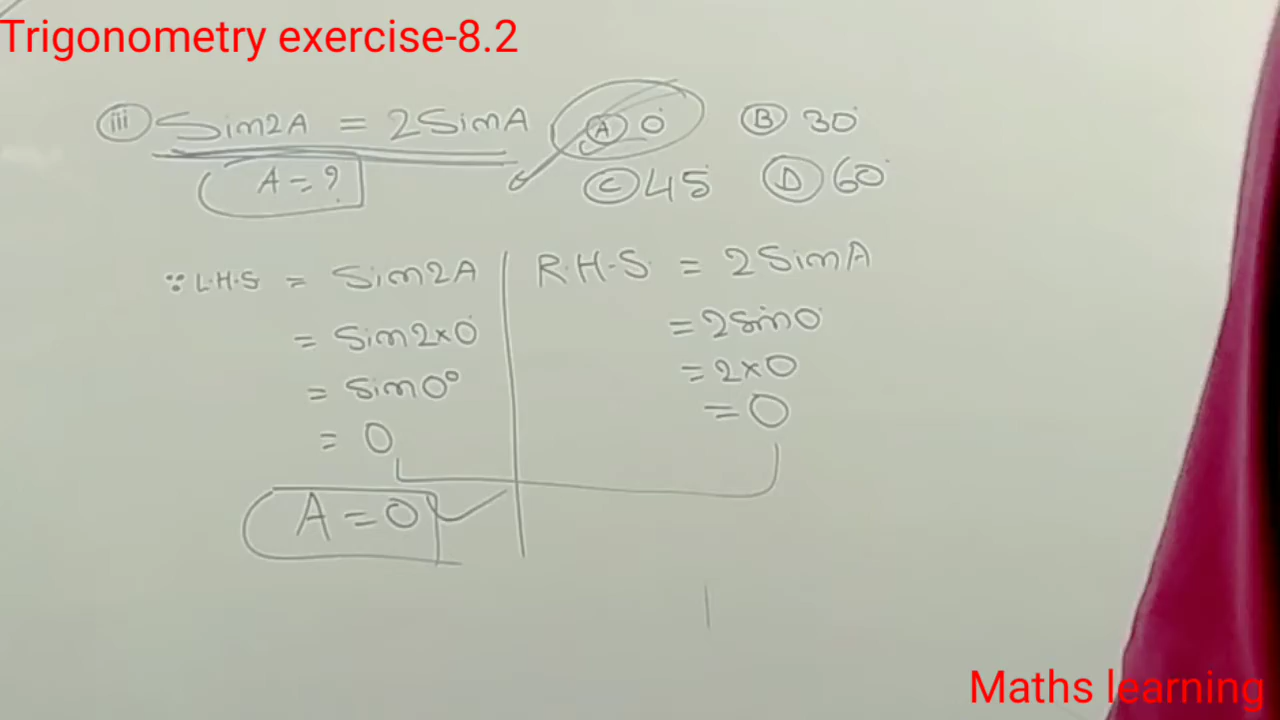 Trigonometry exercise-8.2
iii Sin2A = 2SinA A 0° B 30°
A = ? C 45° D 60°
∵ L.H.S = Sin2A
= Sin2×0°
= Sin0°
= 0
A = 0
R.H.S = 2SinA
= 2Sin0
= 2×0
= 0
Maths learning